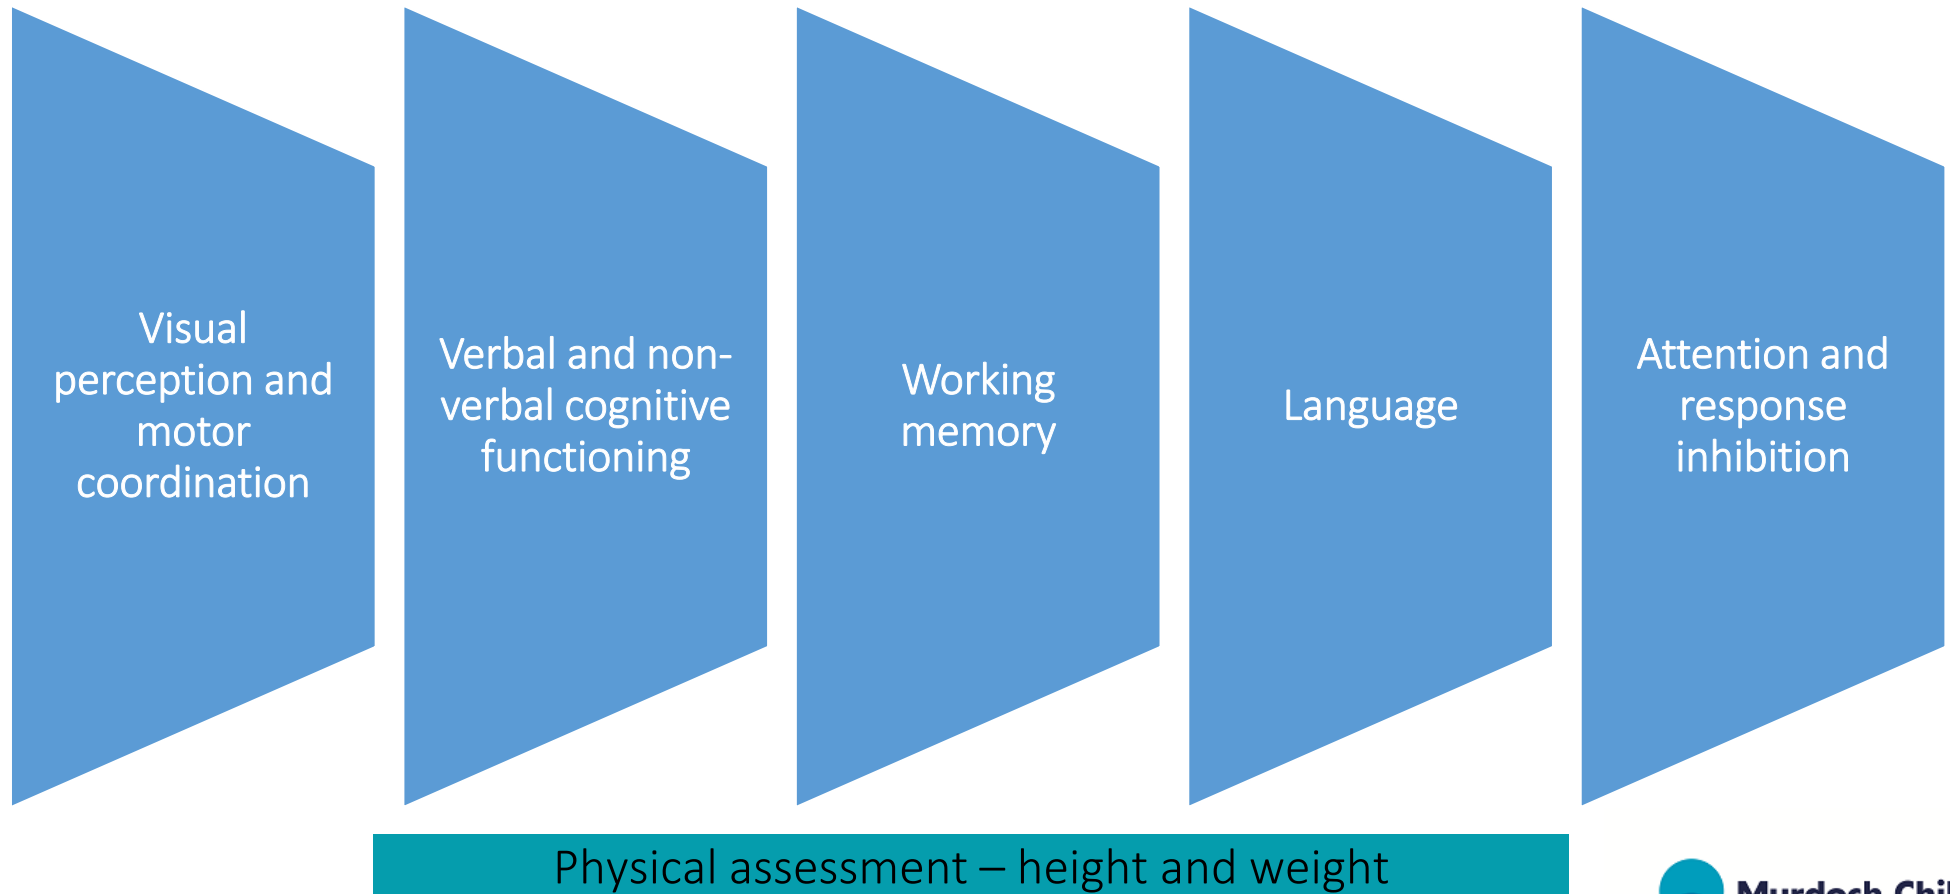 Visual
perception and
motor
coordination
Verbal and non-
verbal cognitive
functioning
Working
memory
Language
Attention and
response
inhibition
Physical assessment – height and weight
Murdoch